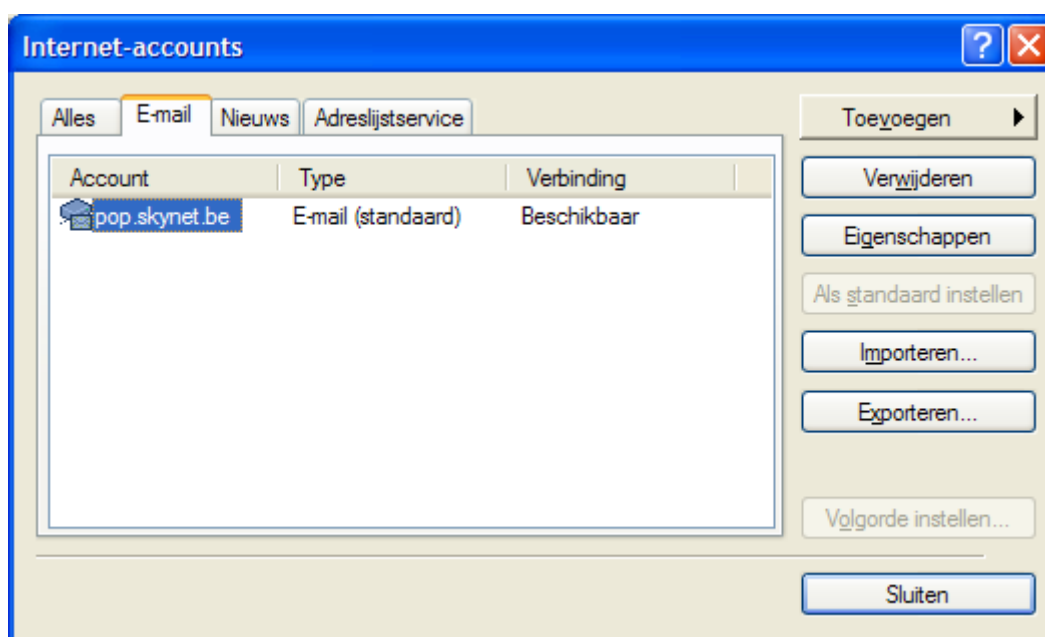 Internet-accounts
Alles E-mail Nieuws Adreslijstservice
Account Type Verbinding
pop.skynet.be E-mail (standaard) Beschikbaar
Toevoegen
Verwijderen
Eigenschappen
Als standaard instellen
Importeren...
Exporteren...
Volgorde instellen...
Sluiten